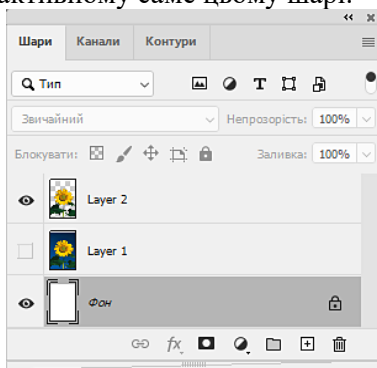 активному саме цьому шарі.
Шари Канали Контури
Тип
Звичайний Непрозорість: 100%
Блокувати: Заливка: 100%
Layer 2
Layer 1
Фон
fx